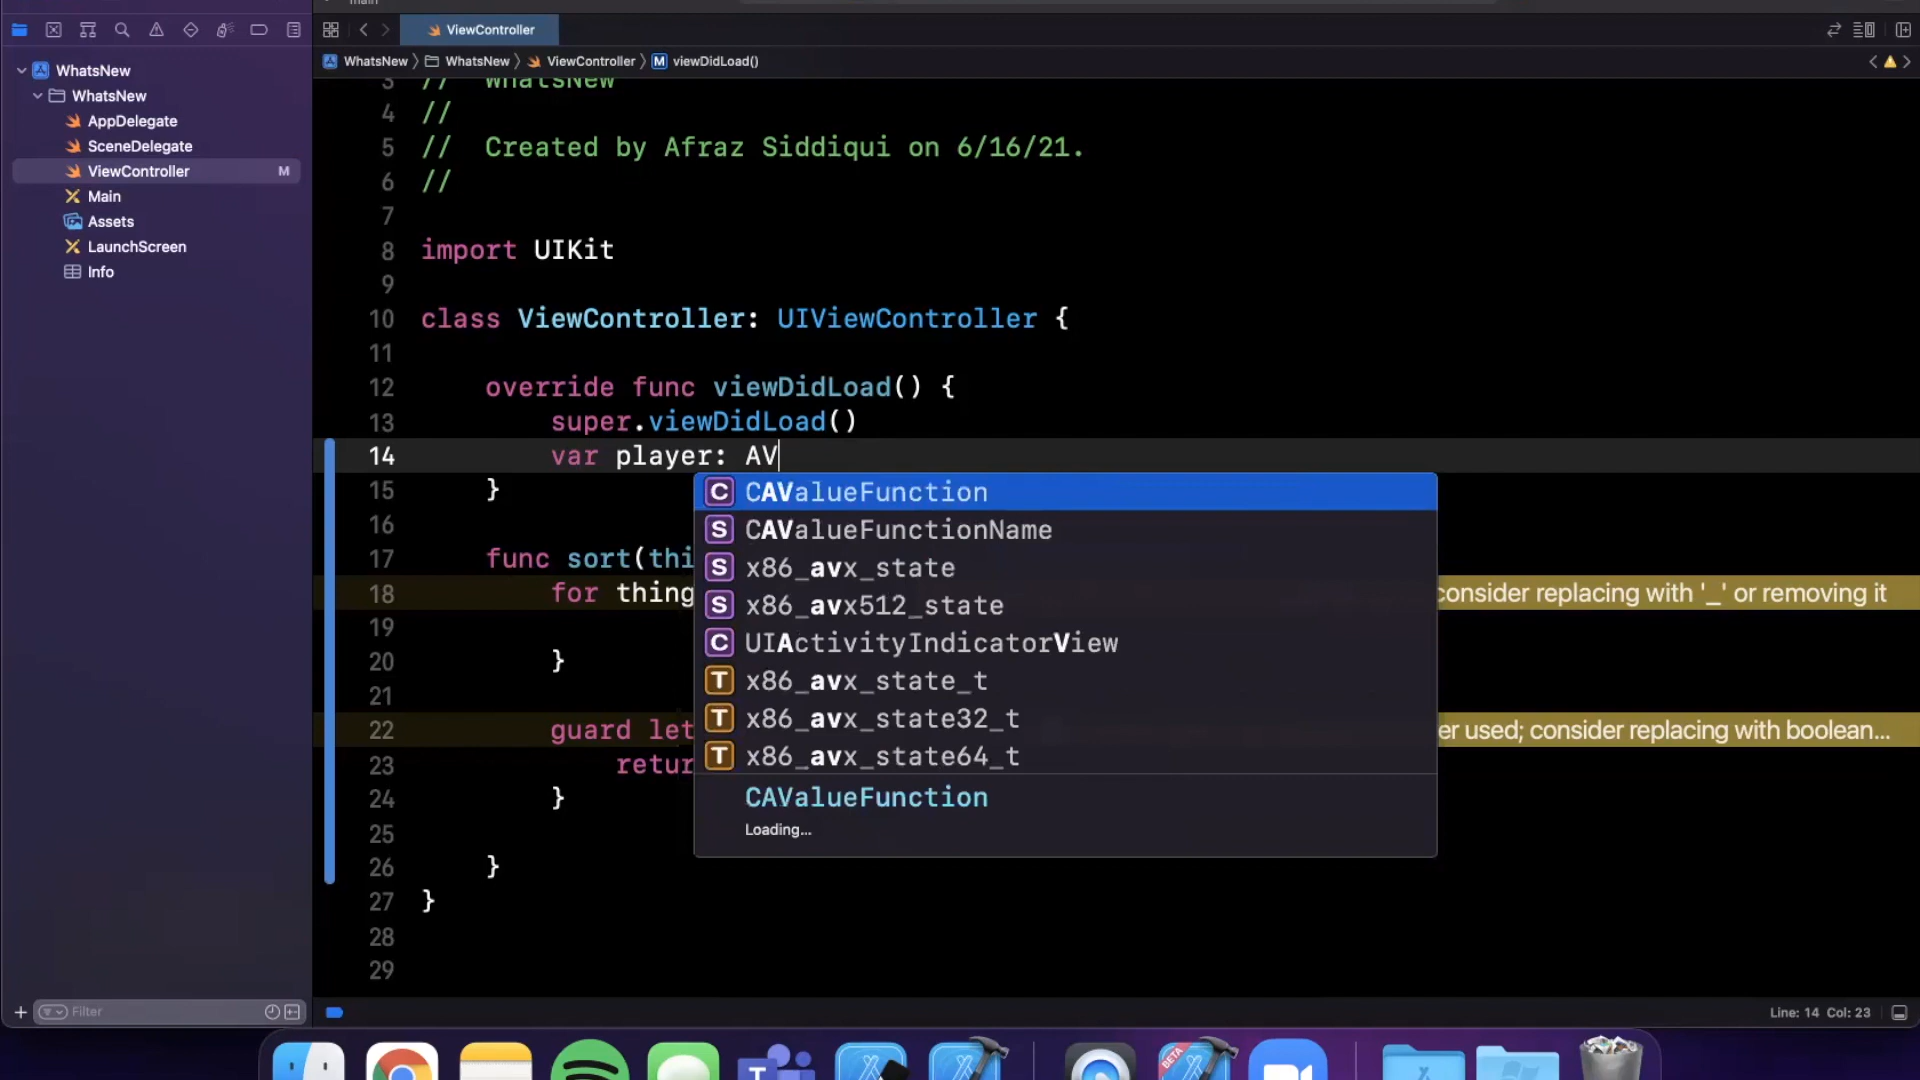 main
ViewController
WhatsNew
WhatsNew
AppDelegate
SceneDelegate
ViewController M
Main
Assets
LaunchScreen
Info
WhatsNew WhatsNew ViewController M viewDidLoad()
3 // WhatsNew
4 //
5 // Created by Afraz Siddiqui on 6/16/21.
6 //
7
8 import UIKit
9
10 class ViewController: UIViewController {
11
12 override func viewDidLoad() {
13 super.viewDidLoad()
14 var player: AV
15 }
16
17 func sort(thi
18 for thing consider replacing with '_' or removing it
19
20 }
21
22 guard let er used; consider replacing with boolean...
23 retur
24 }
25
26 }
27 }
28
29
C CAValueFunction
S CAValueFunctionName
S x86_avx_state
S x86_avx512_state
C UIActivityIndicatorView
T x86_avx_state_t
T x86_avx_state32_t
T x86_avx_state64_t
CAValueFunction
Loading...
Filter
Line: 14 Col: 23
T
BETA